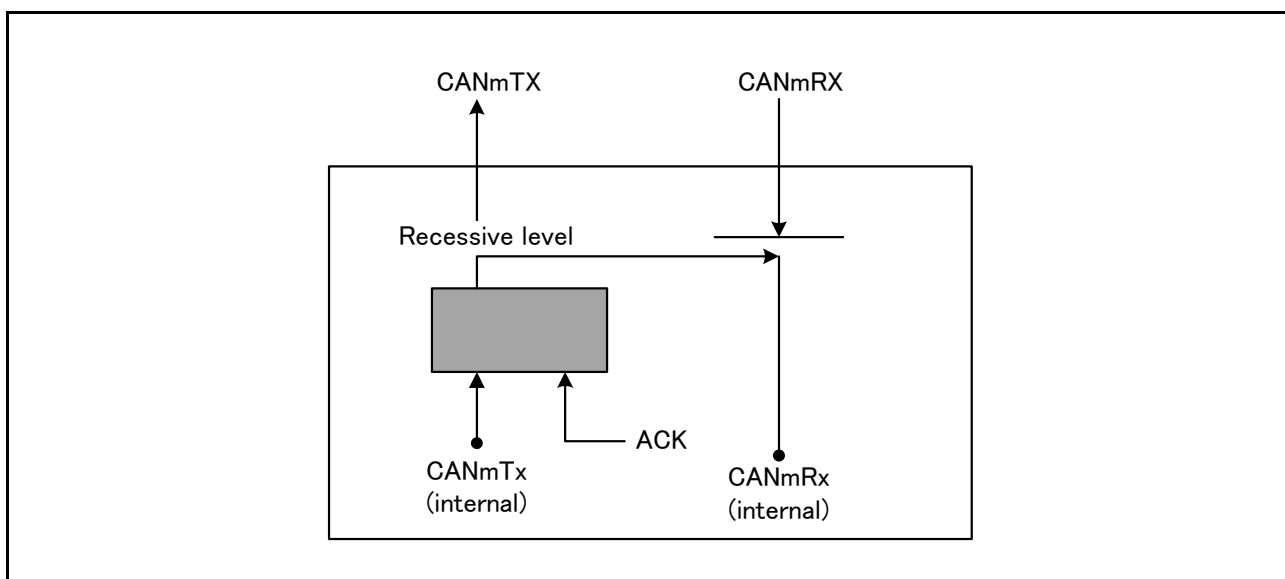 CANmTX
CANmRX
Recessive level
ACK
CANmTx
(internal)
CANmRx
(internal)